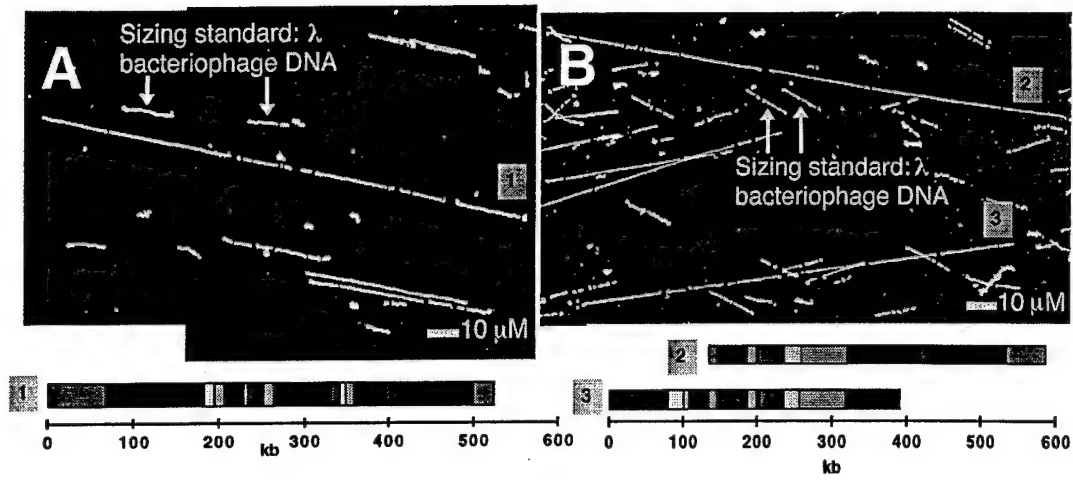 A
Sizing standard: λ
bacteriophage DNA
1
10 μM
B
2
Sizing standard: λ
bacteriophage DNA
3
10 μM
1
0 100 200 300 400 500 600
kb
2
3
0 100 200 300 400 500 600
kb